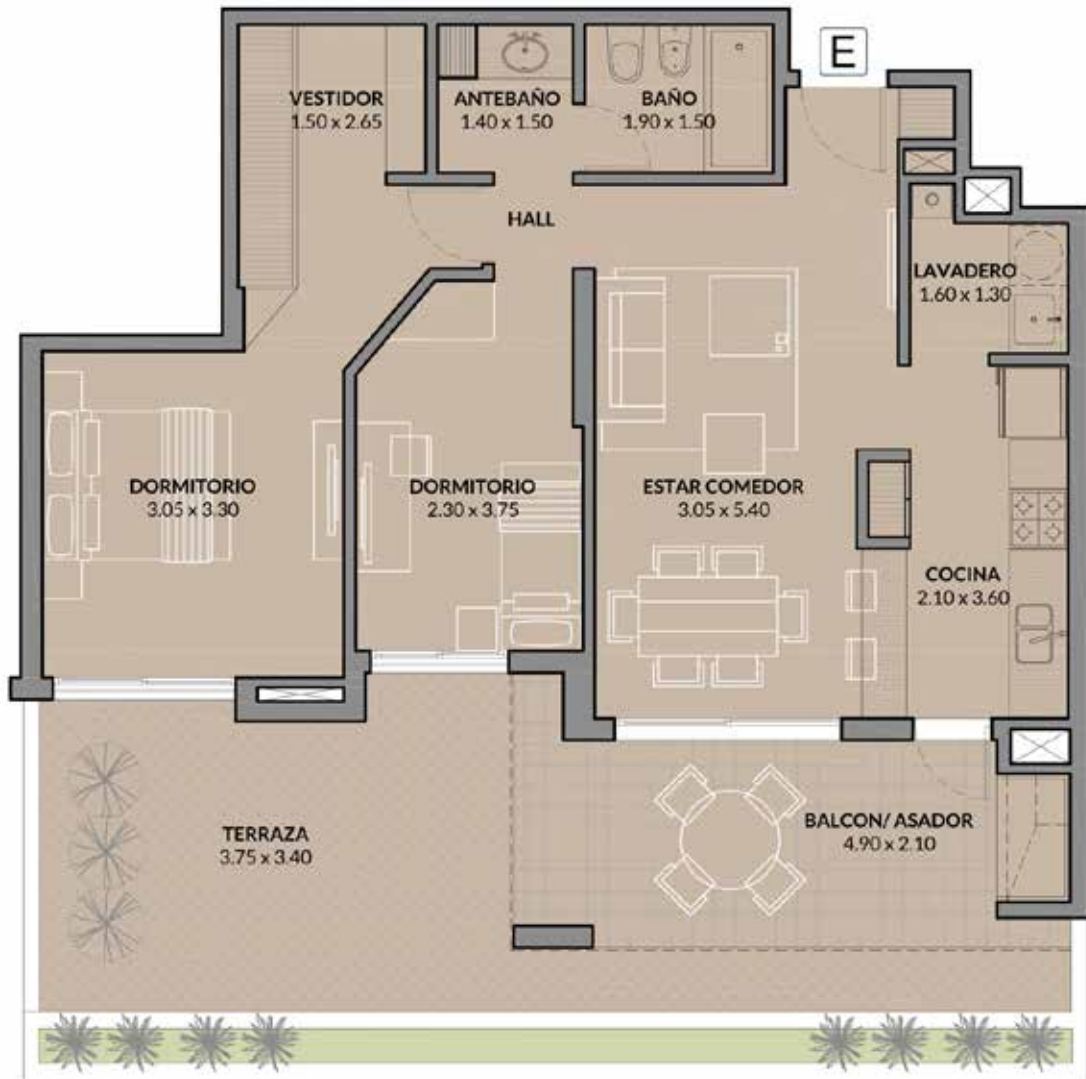 E
VESTIDOR
1.50 x 2.65
ANTEBAÑO
1.40 x 1.50
BAÑO
1.90 x 1.50
HALL
LAVADERO
1.60 x 1.30
DORMITORIO
3.05 x 3.30
DORMITORIO
2.30 x 3.75
ESTAR COMEDOR
3.05 x 5.40
COCINA
2.10 x 3.60
TERRAZA
3.75 x 3.40
BALCON/ ASADOR
4.90 x 2.10